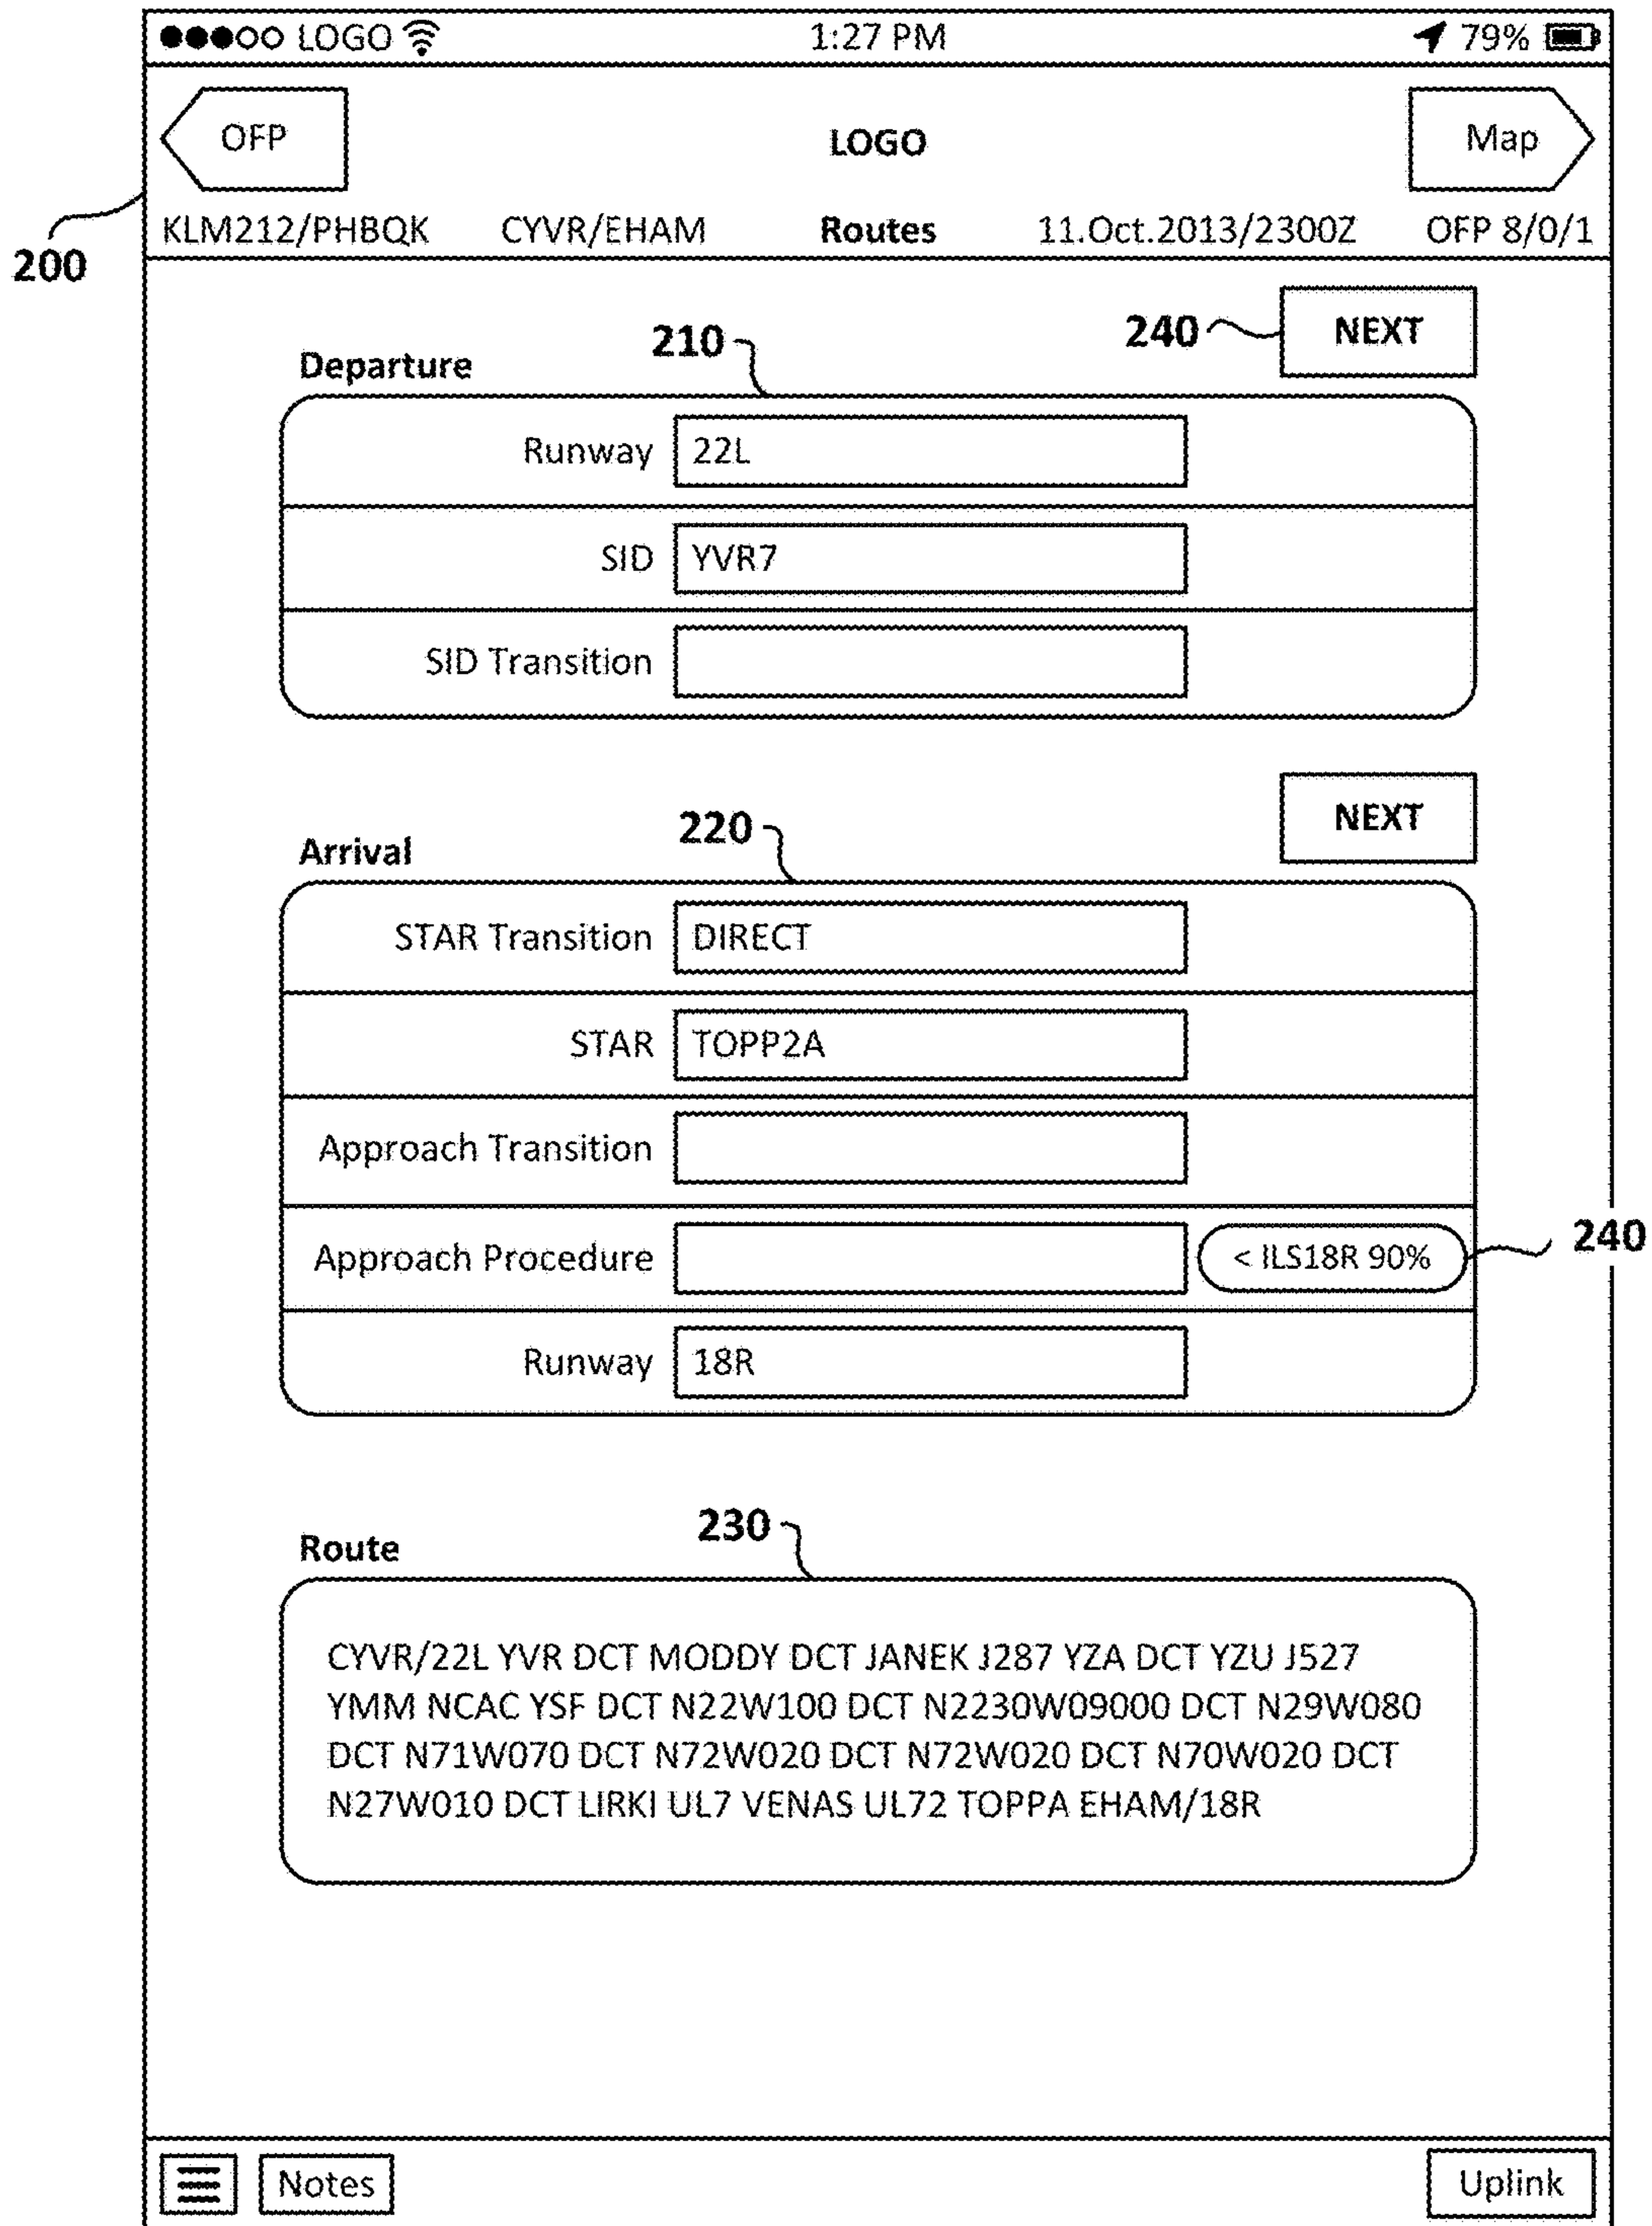 LOGO 1:27 PM 79%
OFP LOGO Map
200
KLM212/PHBQK CYVR/EHAM Routes 11.Oct.2013/2300Z OFP 8/0/1
240 NEXT
210
Departure
Runway 22L
SID YVR7
SID Transition
NEXT
220
Arrival
STAR Transition DIRECT
STAR TOPP2A
Approach Transition
Approach Procedure < ILS18R 90% 240
Runway 18R
230
Route
CYVR/22L YVR DCT MODDY DCT JANEK J287 YZA DCT YZU J527
YMM NCAC YSF DCT N22W100 DCT N2230W09000 DCT N29W080
DCT N71W070 DCT N72W020 DCT N72W020 DCT N70W020 DCT
N27W010 DCT LIRKI UL7 VENAS UL72 TOPPA EHAM/18R
Notes Uplink